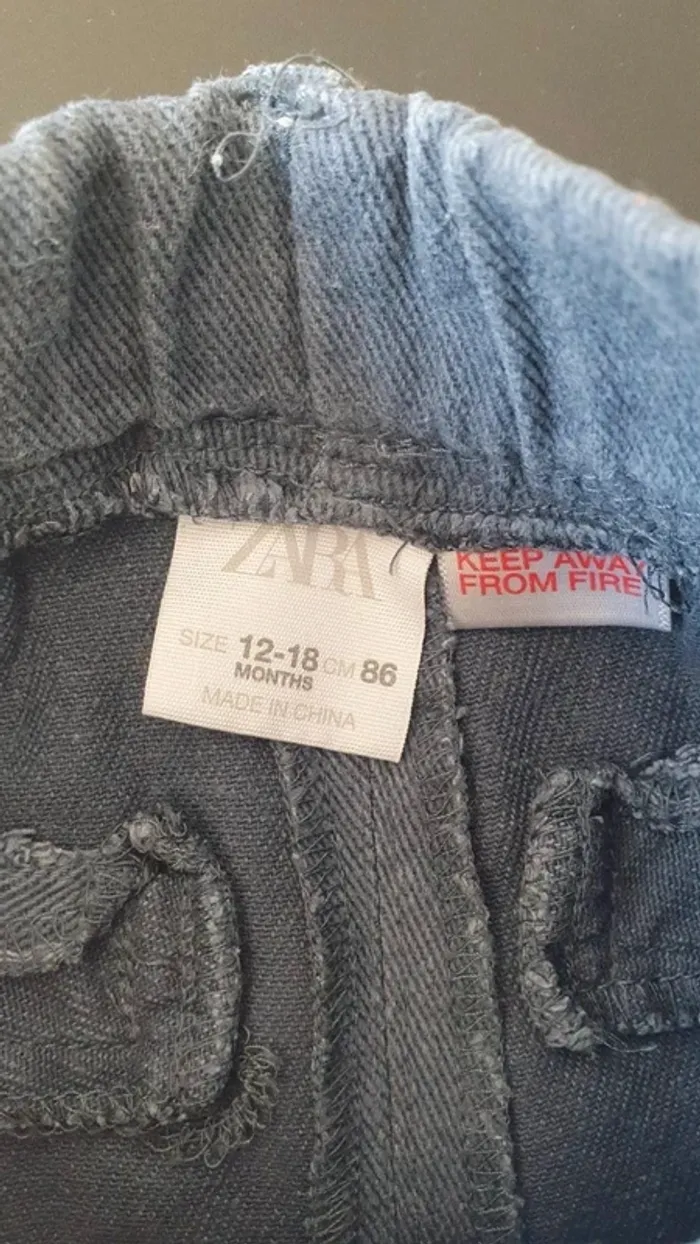 ZARA
SIZE 12-18 CM 86
MONTHS
MADE IN CHINA
KEEP AWAY
FROM FIRE